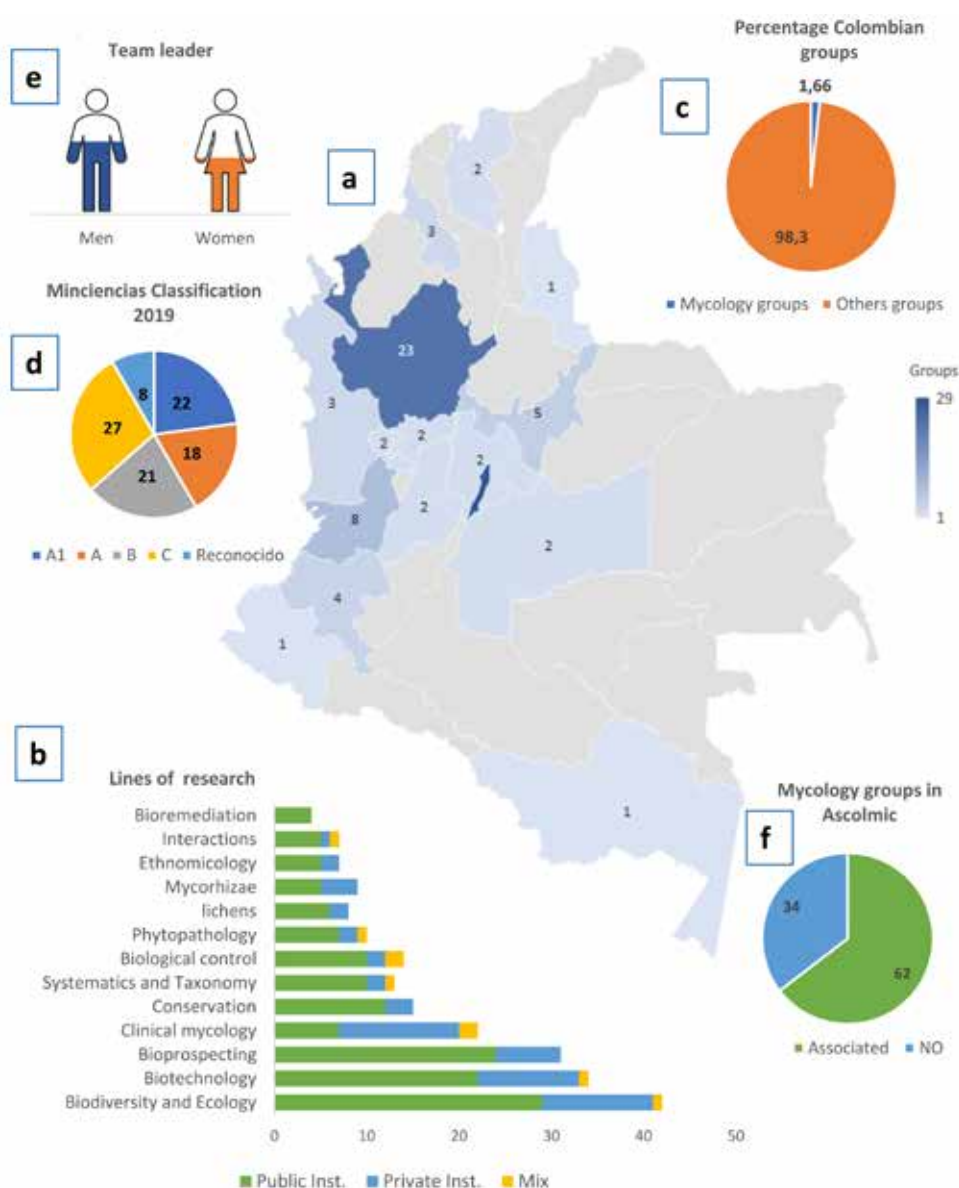 e
Team leader
Men
Women
Percentage Colombian
groups
1,66
c
98,3
Mycology groups
Others groups
a
2
3
1
23
3
5
2
2
2
2
8
2
4
1
1
Groups
29
1
Minciencias Classification
2019
d
8
22
27
18
21
A1
A
B
C
Reconocido
b
Lines of research
Bioremediation
Interactions
Ethnomicology
Mycorhizae
lichens
Phytopathology
Biological control
Systematics and Taxonomy
Conservation
Clinical mycology
Bioprospecting
Biotechnology
Biodiversity and Ecology
0 10 20 30 40 50
Public Inst.
Private Inst.
Mix
Mycology groups in
Ascolmic
f
34
62
Associated
NO